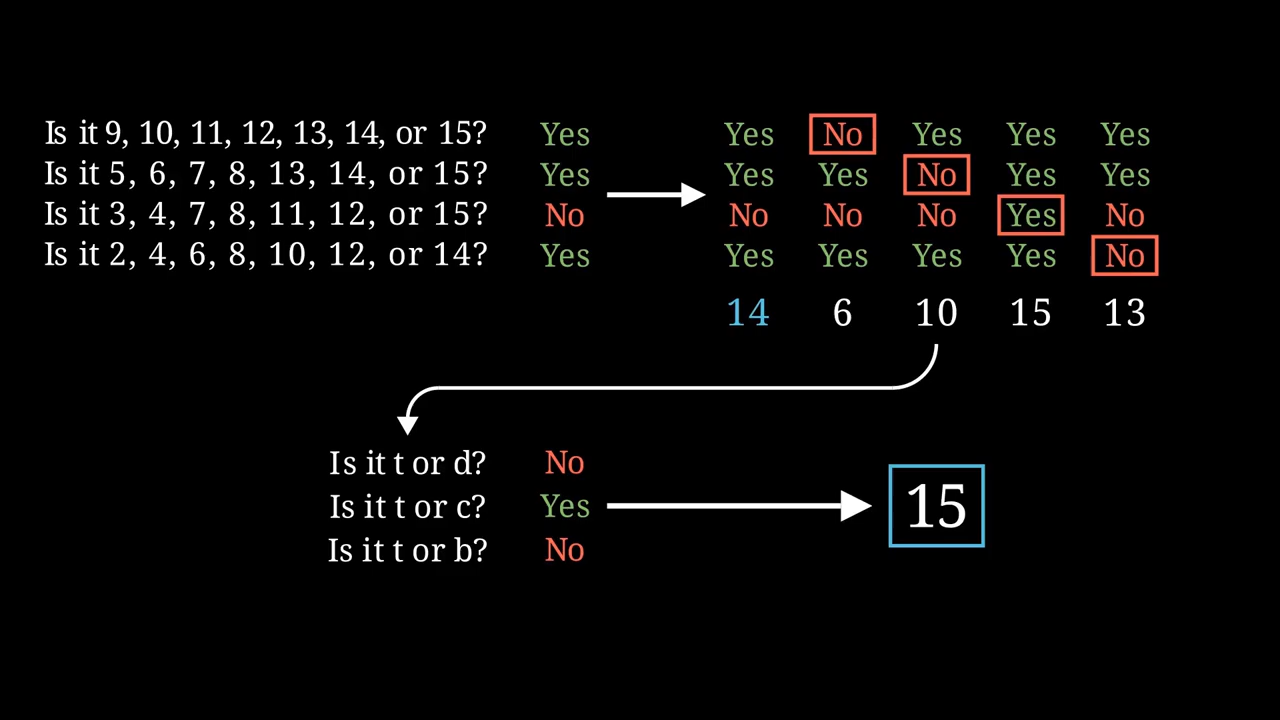 Is it 9, 10, 11, 12, 13, 14, or 15? Yes Yes No Yes Yes Yes
Is it 5, 6, 7, 8, 13, 14, or 15? Yes Yes Yes No Yes Yes
Is it 3, 4, 7, 8, 11, 12, or 15? No No No No Yes No
Is it 2, 4, 6, 8, 10, 12, or 14? Yes Yes Yes Yes Yes No
14 6 10 15 13
Is it t or d? No
Is it t or c? Yes 15
Is it t or b? No